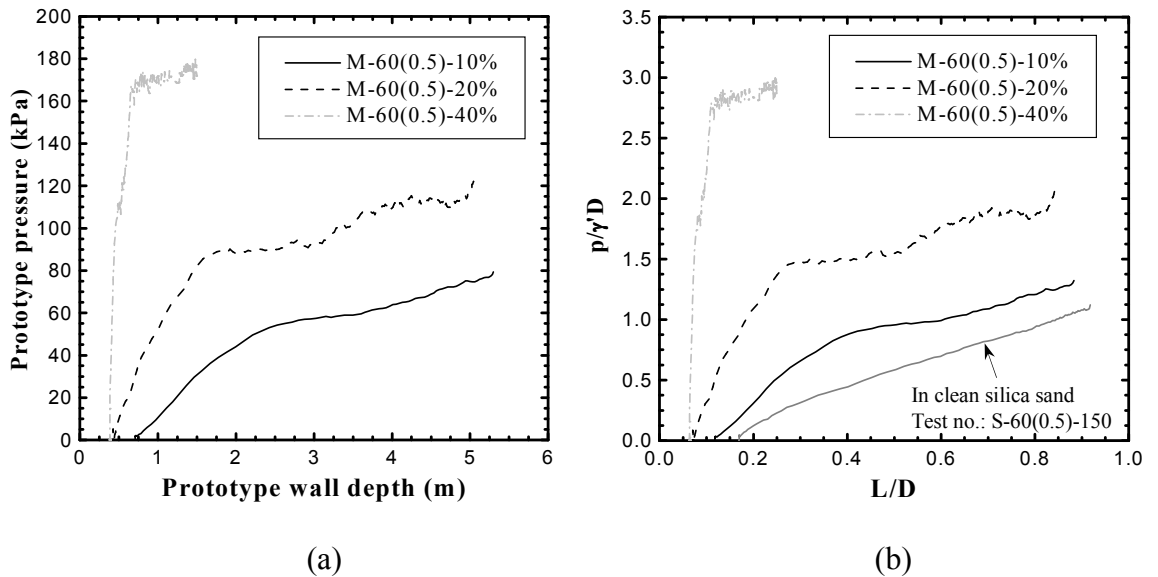 200
180
160
140
120
100
80
60
40
20
0
Prototype pressure (kPa)
M-60(0.5)-10%
M-60(0.5)-20%
M-60(0.5)-40%
0 1 2 3 4 5 6
Prototype wall depth (m)
(a)
3.5
3.0
2.5
2.0
1.5
1.0
0.5
0.0
p/γ'D
M-60(0.5)-10%
M-60(0.5)-20%
M-60(0.5)-40%
In clean silica sand
Test no.: S-60(0.5)-150
0.0 0.2 0.4 0.6 0.8 1.0
L/D
(b)